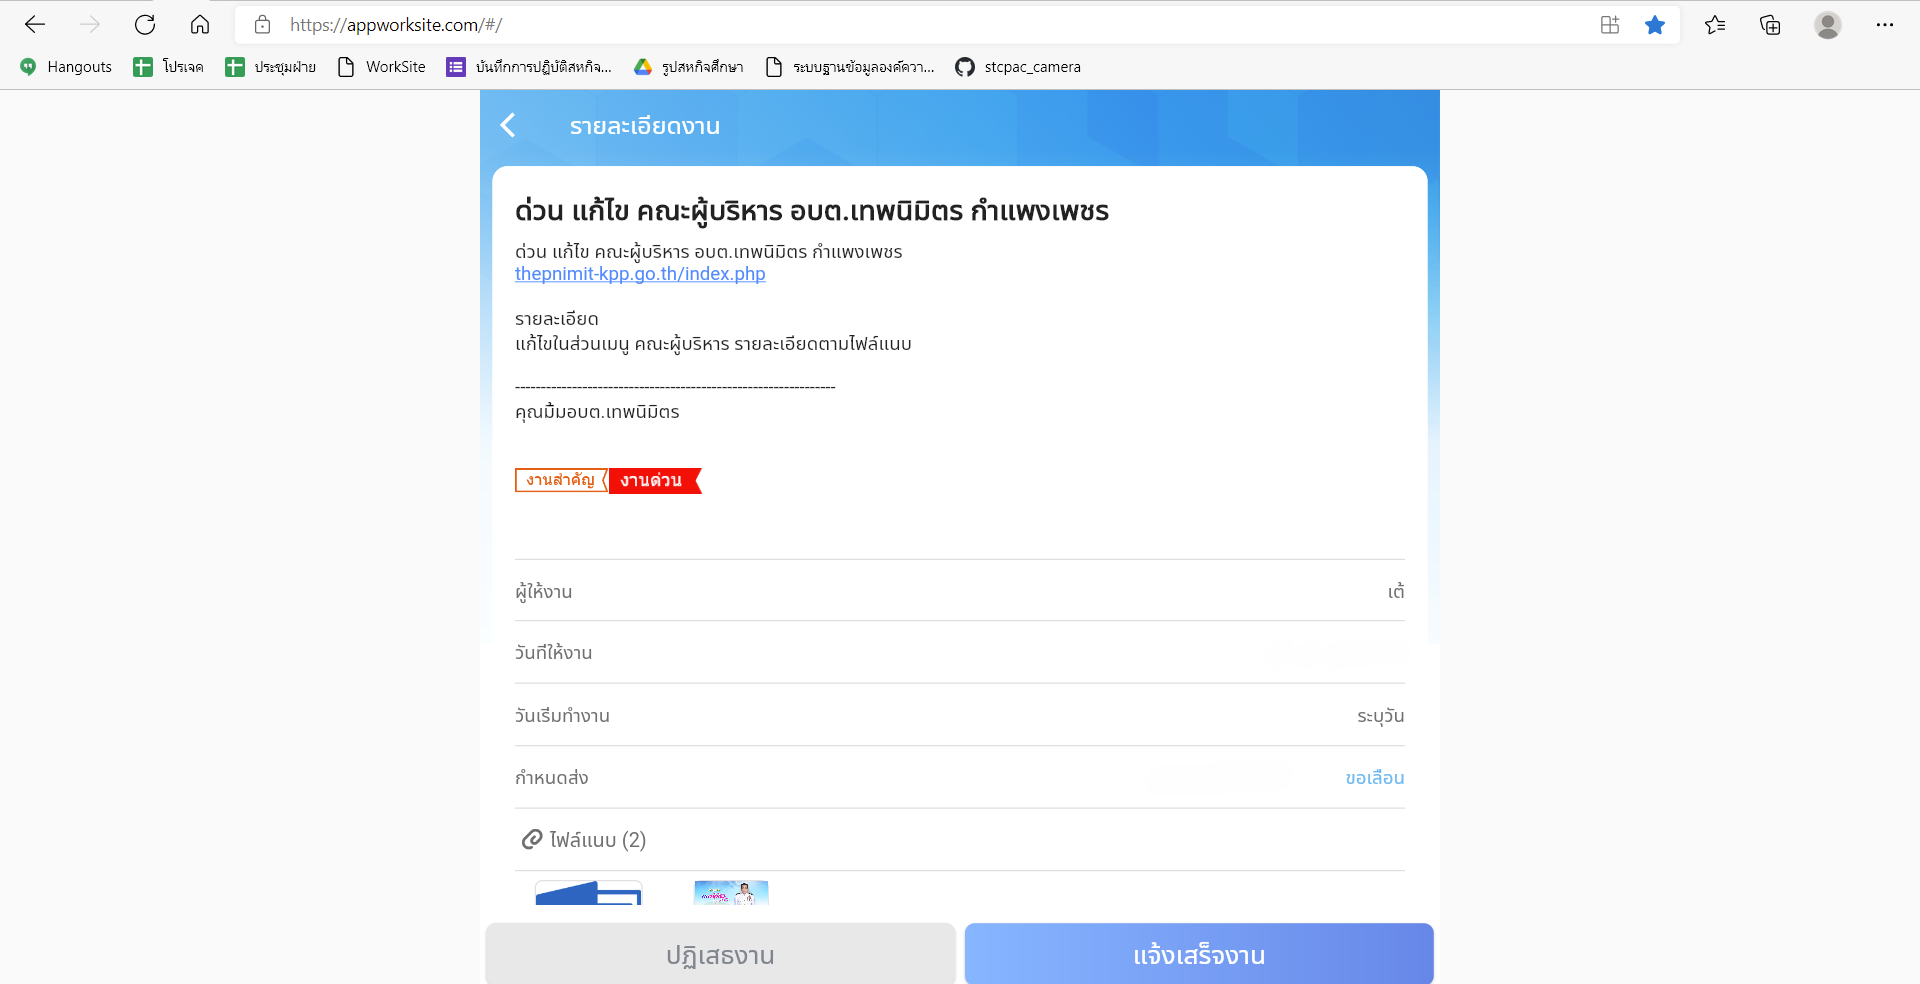 https://appworksite.com/#/
Hangouts
โปรเจค
ประชุมฝ่าย
WorkSite
บันทึกการปฏิบัติสหกิจ...
รูปสหกิจศึกษา
ระบบฐานข้อมูลองค์ควา...
stcpac_camera
รายละเอียดงาน
ด่วน แก้ไข คณะผู้บริหาร อบต.เทพนิมิตร กำแพงเพชร
ด่วน แก้ไข คณะผู้บริหาร อบต.เทพนิมิตร กำแพงเพชร
thepnimit-kpp.go.th/index.php
รายละเอียด
แก้ไขในส่วนเมนู คณะผู้บริหาร รายละเอียดตามไฟล์แนบ
---------------------------------------------------------------
คุณมิ้มอบต.เทพนิมิตร
งานสำคัญ
งานด่วน
ผู้ให้งาน
เต้
วันที่ให้งาน
วันเริ่มทำงาน
ระบุวัน
กำหนดส่ง
ขอเลื่อน
ไฟล์แนบ (2)
ปฏิเสธงาน
แจ้งเสร็จงาน